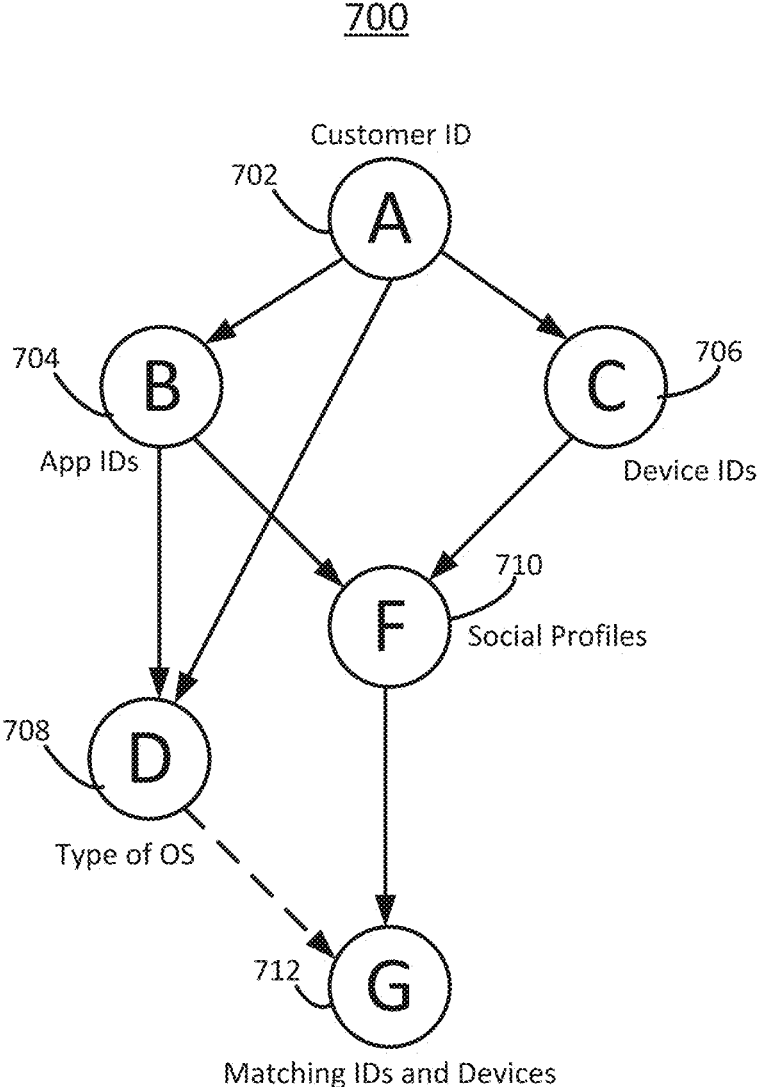 700
Customer ID
702
A
704
B
C
706
App IDs
Device IDs
710
F
Social Profiles
708
D
Type of OS
712
G
Matching IDs and Devices